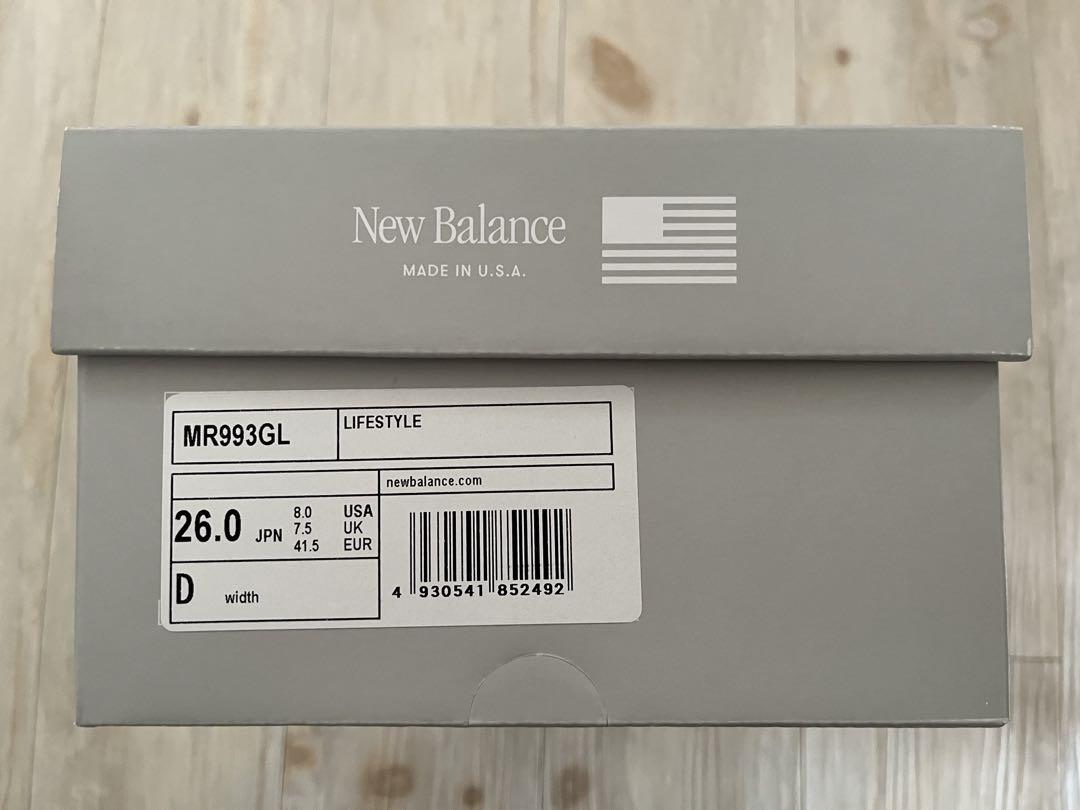 New Balance
MADE IN U.S.A.
MR993GL
LIFESTYLE
newbalance.com
26.0 JPN
8.0 USA
7.5 UK
41.5 EUR
D width
4 930541 852492